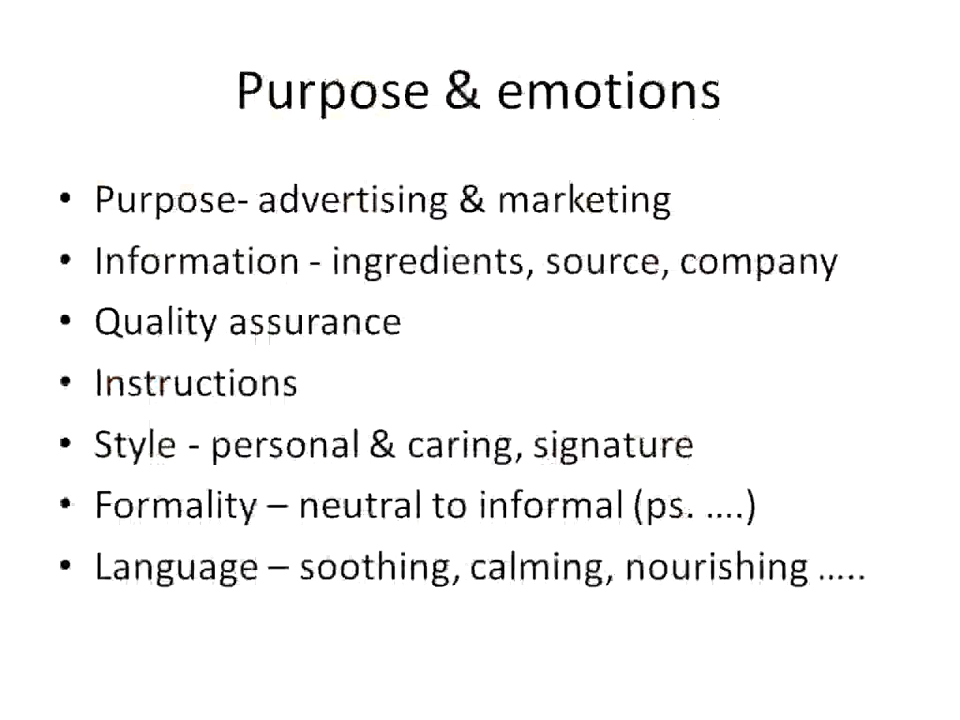 Purpose & emotions
• Purpose- advertising & marketing
• Information - ingredients, source, company
• Quality assurance
• Instructions
• Style - personal & caring, signature
• Formality – neutral to informal (ps. ....)
• Language – soothing, calming, nourishing .....